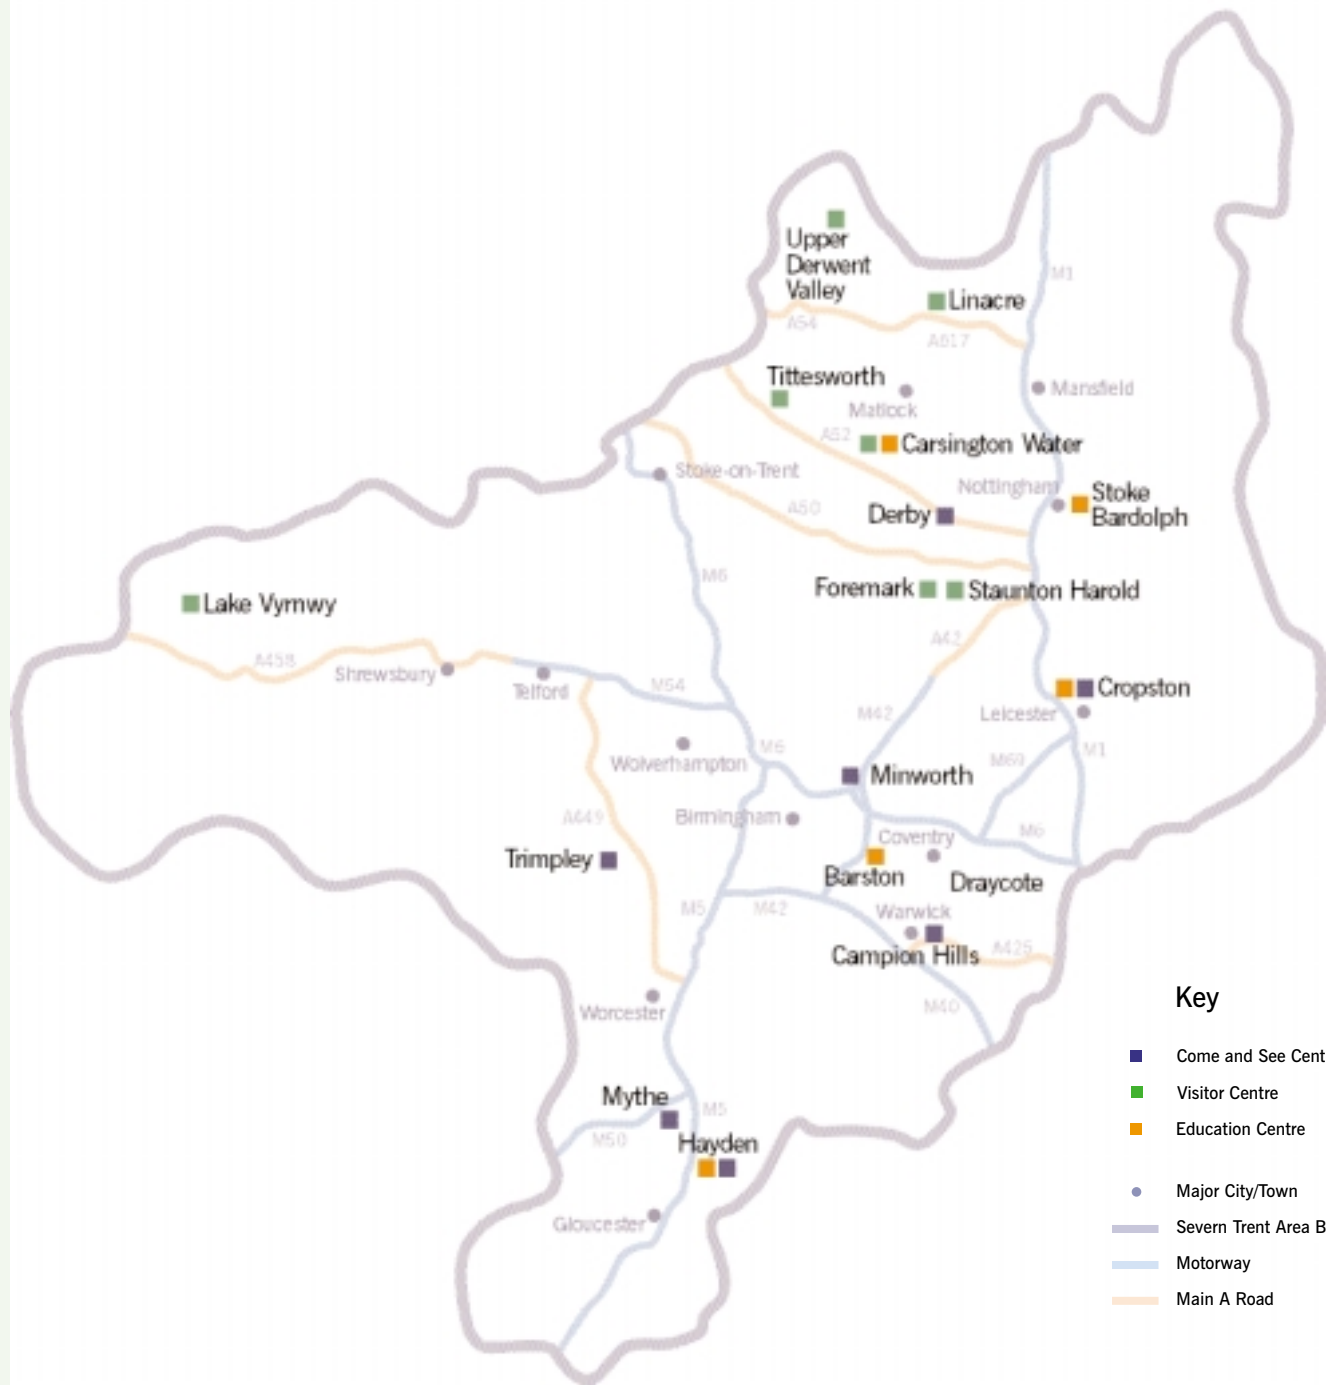 Upper
Derwent
Valley
M1
Linacre
A54
A617
Tittesworth
Matlock
Mansfield
A52
Carsington Water
Stoke-on-Trent
Nottingham
Stoke
Bardolph
A50
Derby
M6
Foremark
Staunton Harold
Lake Vyrnwy
A42
A458
Shrewsbury
Telford
M54
Cropston
M42
Leicester
M6
M1
Wolverhampton
M69
Minworth
Birmingham
A449
Coventry
M6
Trimpley
Barston
Draycote
M5
M42
Warwick
Campion Hills
A425
Key
Worcester
M40
Come and See Cent
Visitor Centre
Mythe
M5
Education Centre
M50
Hayden
Major City/Town
Gloucester
Severn Trent Area B
Motorway
Main A Road